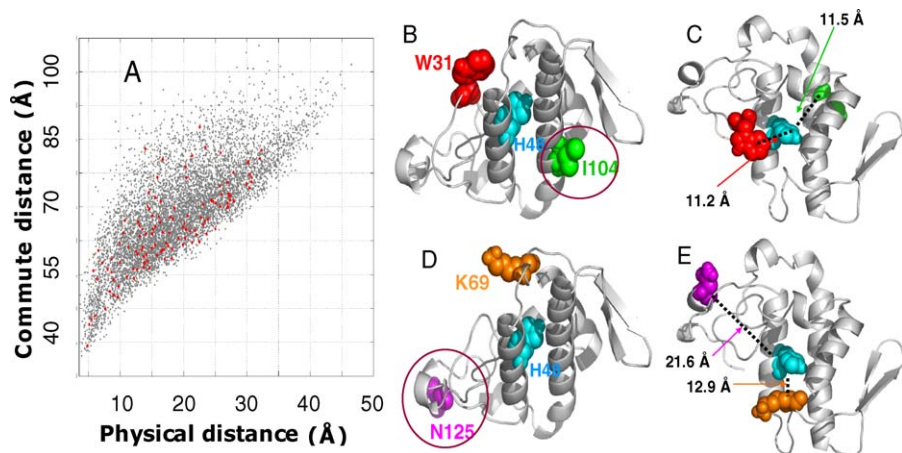 A
Commute distance (Å)
100
85
70
55
40
10
20
30
40
50
Physical distance (Å)
B
W31
H48
I104
C
11.5 Å
11.2 Å
D
K69
H48
N125
E
21.6 Å
12.9 Å